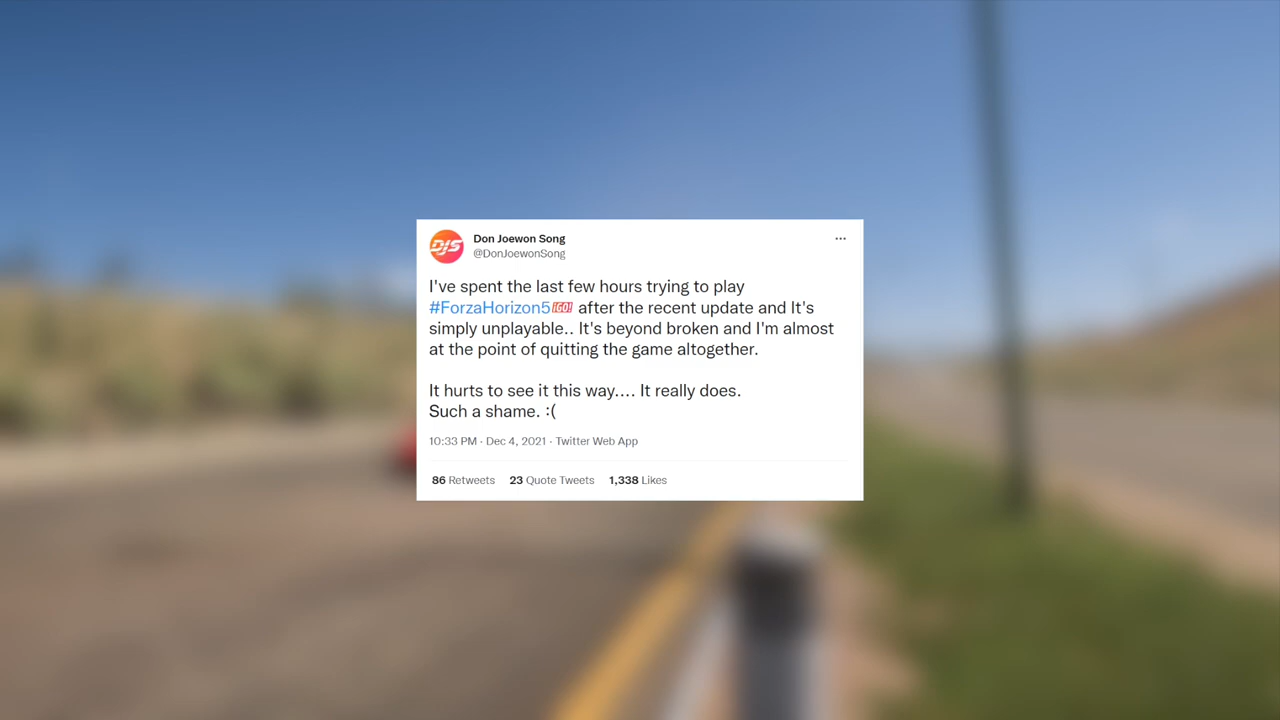 DJS
Don Joewon Song
@DonJoewonSong
I've spent the last few hours trying to play
#ForzaHorizon5 ¡GO! after the recent update and It's
simply unplayable.. It's beyond broken and I'm almost
at the point of quitting the game altogether.
It hurts to see it this way.... It really does.
Such a shame. :(
10:33 PM · Dec 4, 2021 · Twitter Web App
86 Retweets 23 Quote Tweets 1,338 Likes